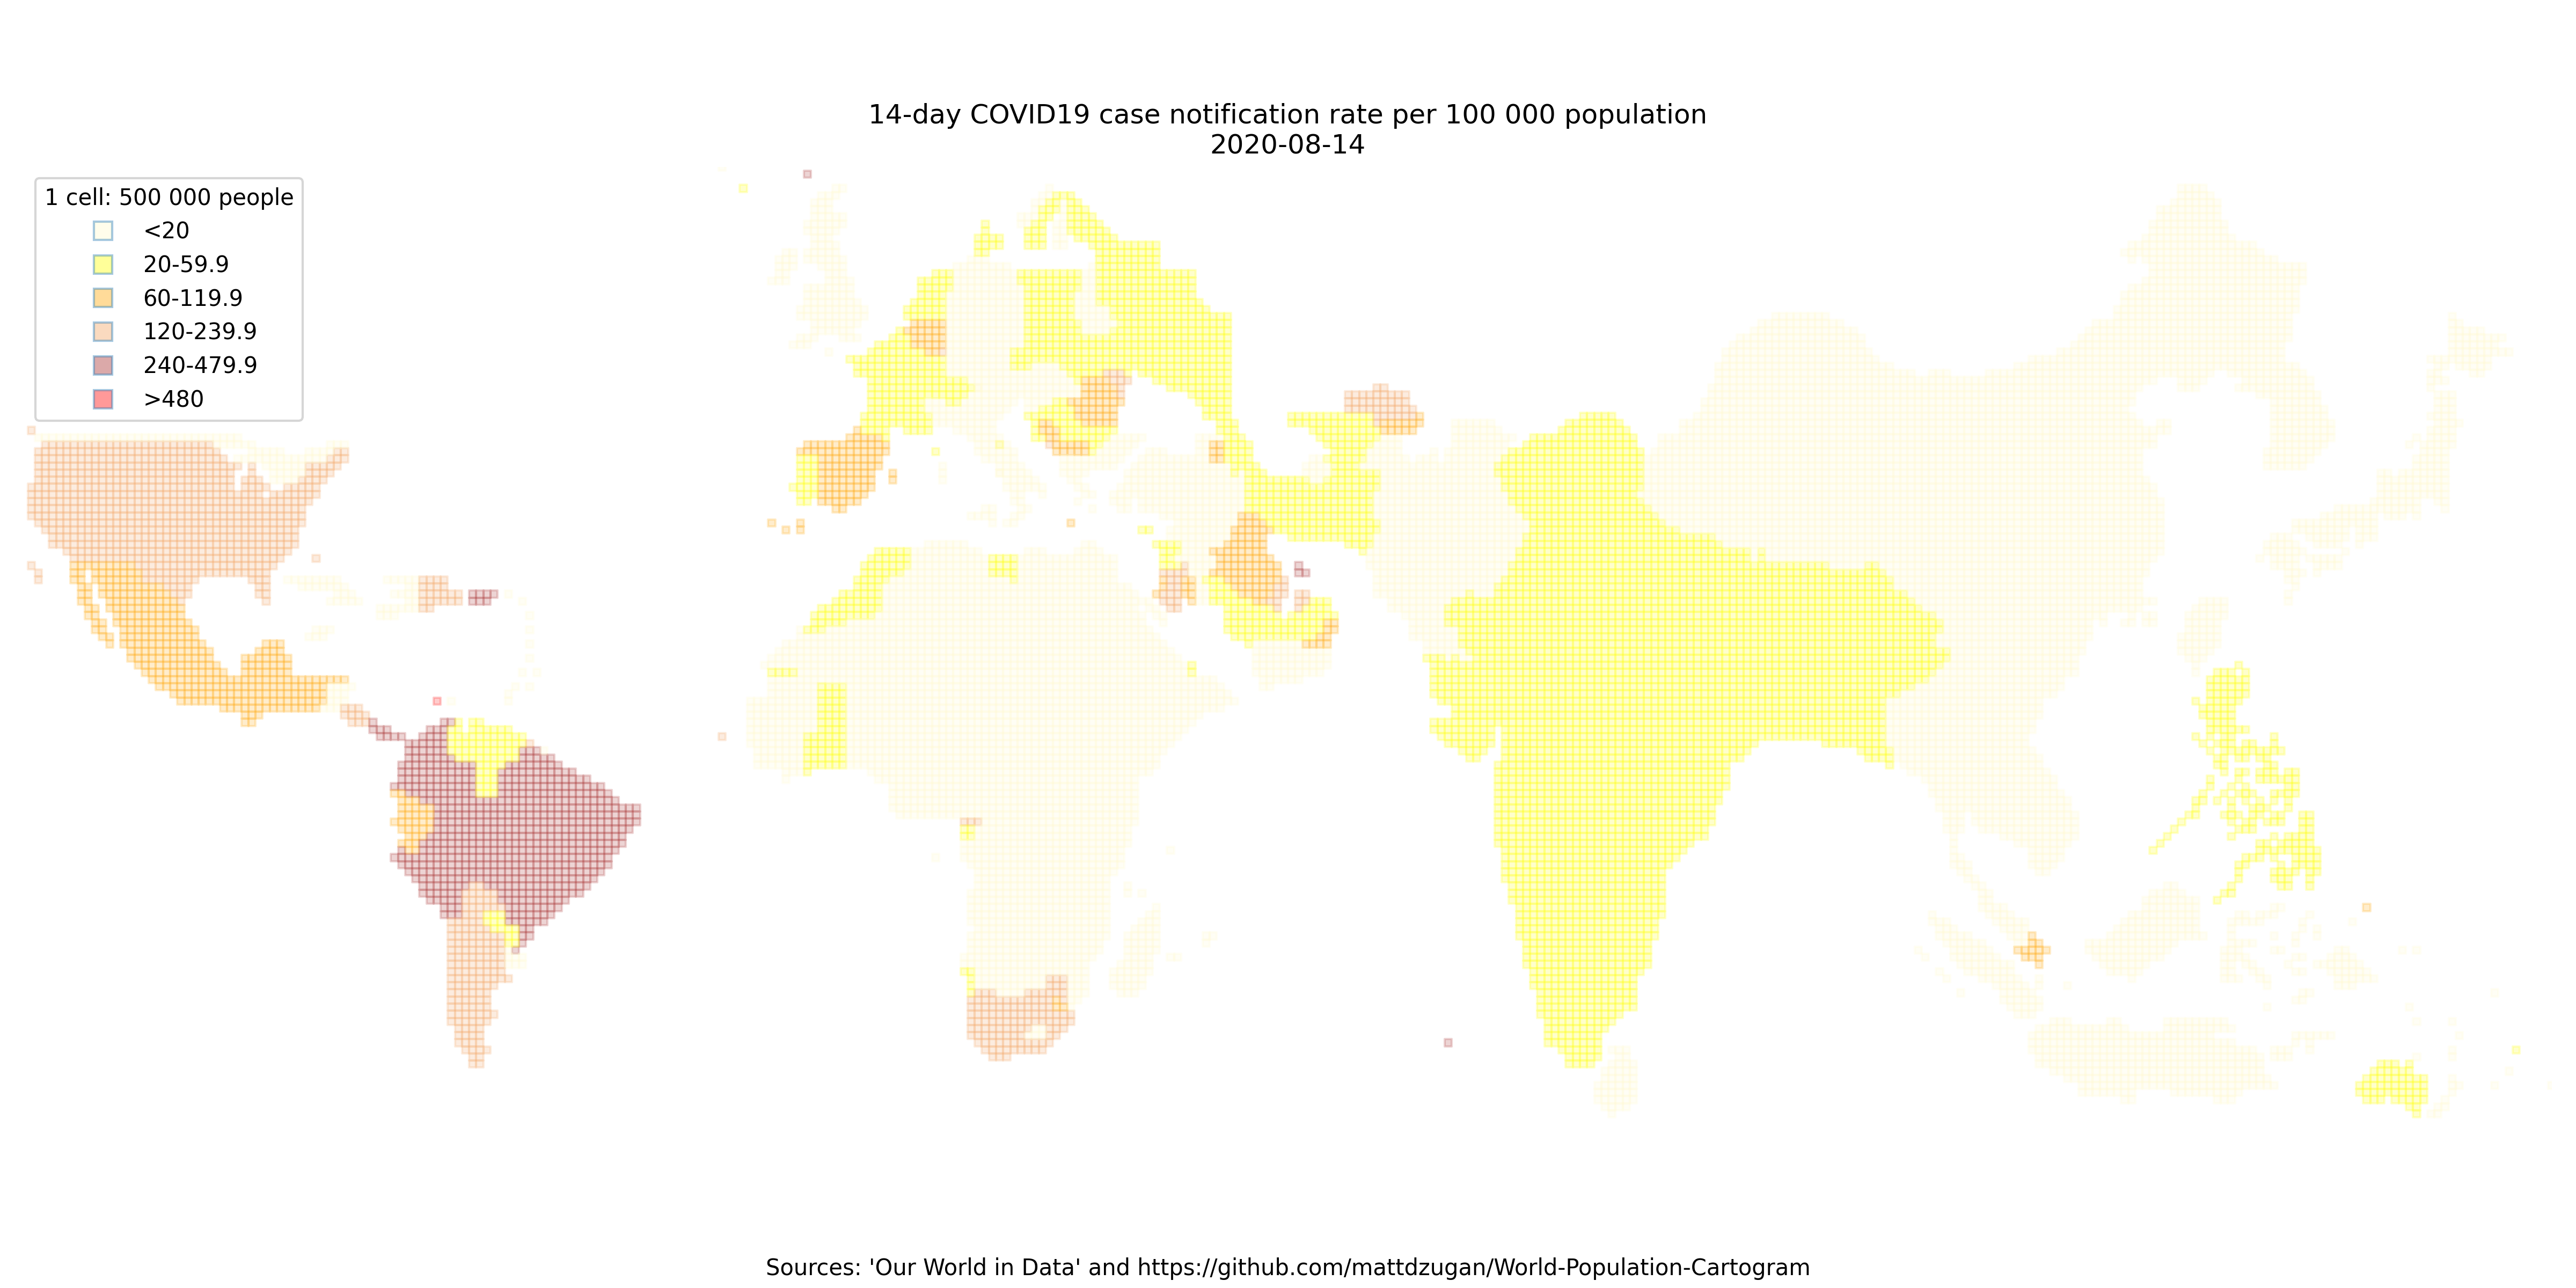 14-day COVID19 case notification rate per 100 000 population
2020-08-14
1 cell: 500 000 people
<20
20-59.9
60-119.9
120-239.9
240-479.9
>480
Sources: 'Our World in Data' and https://github.com/mattdzugan/World-Population-Cartogram